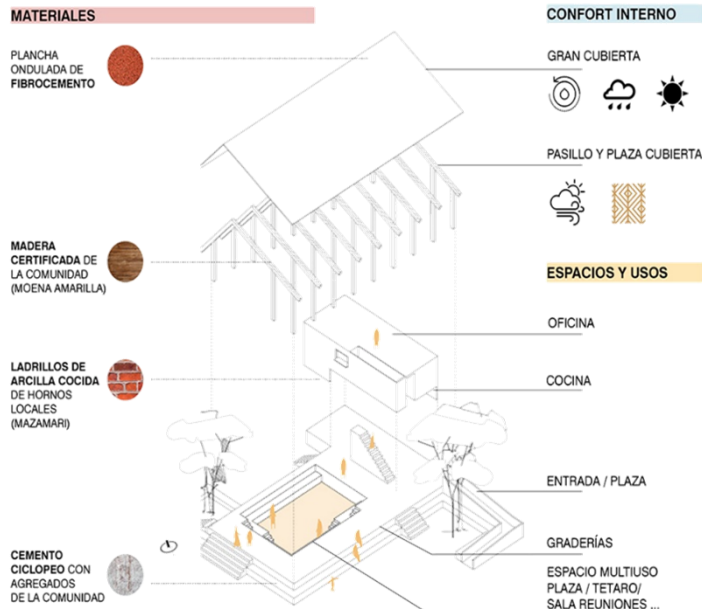 MATERIALES
PLANCHA
ONDULADA DE
FIBROCEMENTO
MADERA
CERTIFICADA DE
LA COMUNIDAD
(MOENA AMARILLA)
LADRILLOS DE
ARCILLA COCIDA
DE HORNOS
LOCALES
(MAZAMARI)
CEMENTO
CICLOPEO CON
AGREGADOS
DE LA COMUNIDAD
CONFORT INTERNO
GRAN CUBIERTA
PASILLO Y PLAZA CUBIERTA
ESPACIOS Y USOS
OFICINA
COCINA
ENTRADA / PLAZA
GRADERÍAS
ESPACIO MULTIUSO
PLAZA / TETARO/
SALA REUNIONES ...